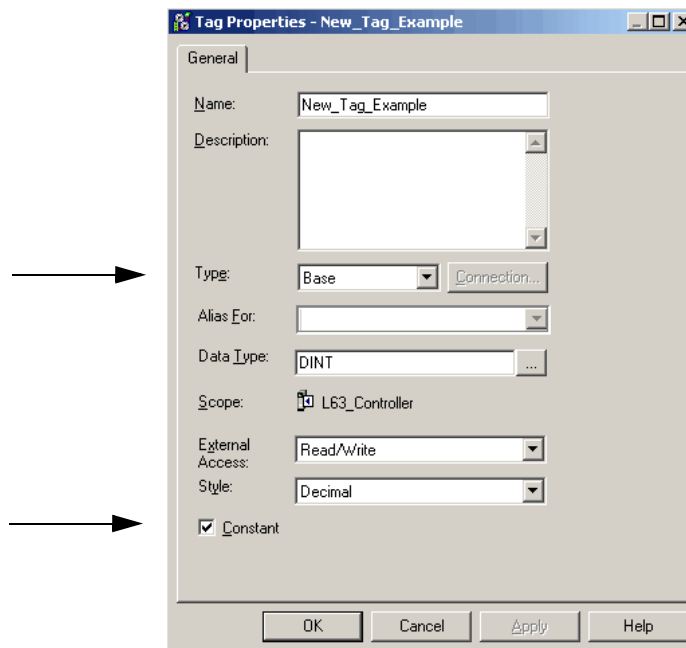 Tag Properties - New_Tag_Example
General
Name: New_Tag_Example
Description:
Type: Base Connection...
Alias For:
Data Type: DINT ...
Scope: L63_Controller
External Access: Read/Write
Style: Decimal
Constant
OK Cancel Apply Help